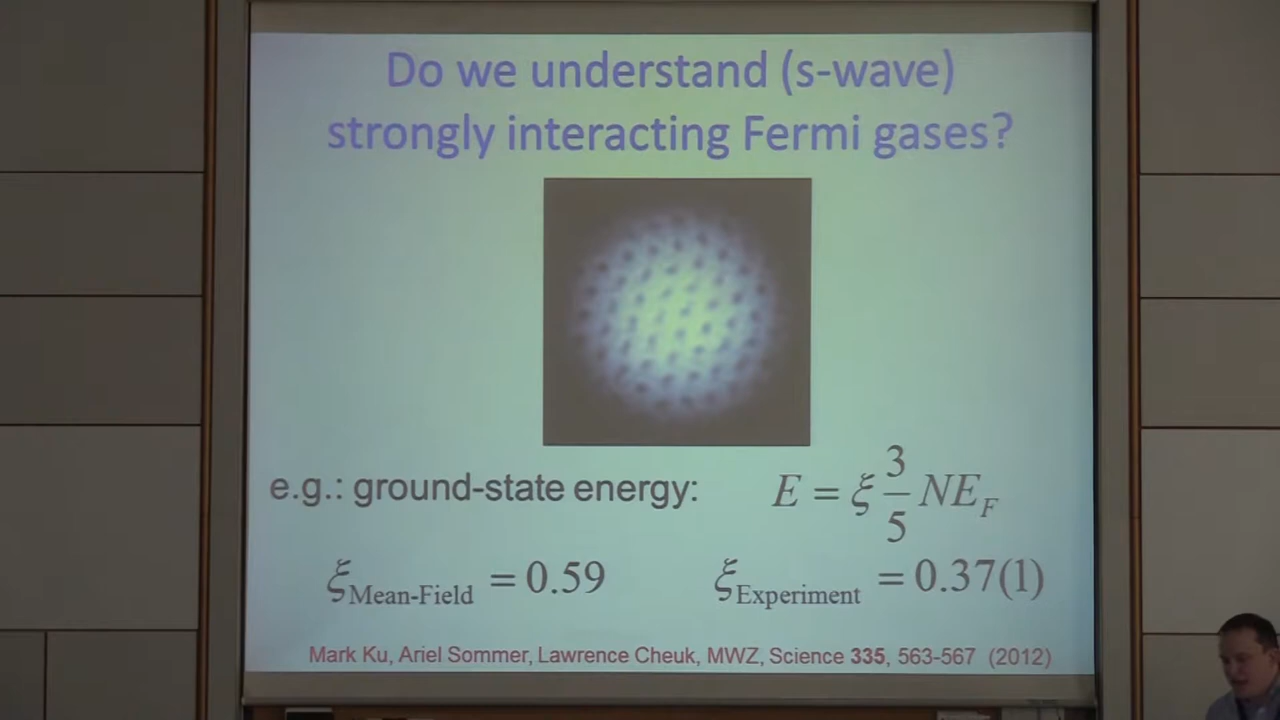 Do we understand (s-wave)
strongly interacting Fermi gases?
e.g.: ground-state energy: E = ξ 3/5 NE_F
ξ_Mean-Field = 0.59 ξ_Experiment = 0.37(1)
Mark Ku, Ariel Sommer, Lawrence Cheuk, MWZ, Science 335, 563-567 (2012)